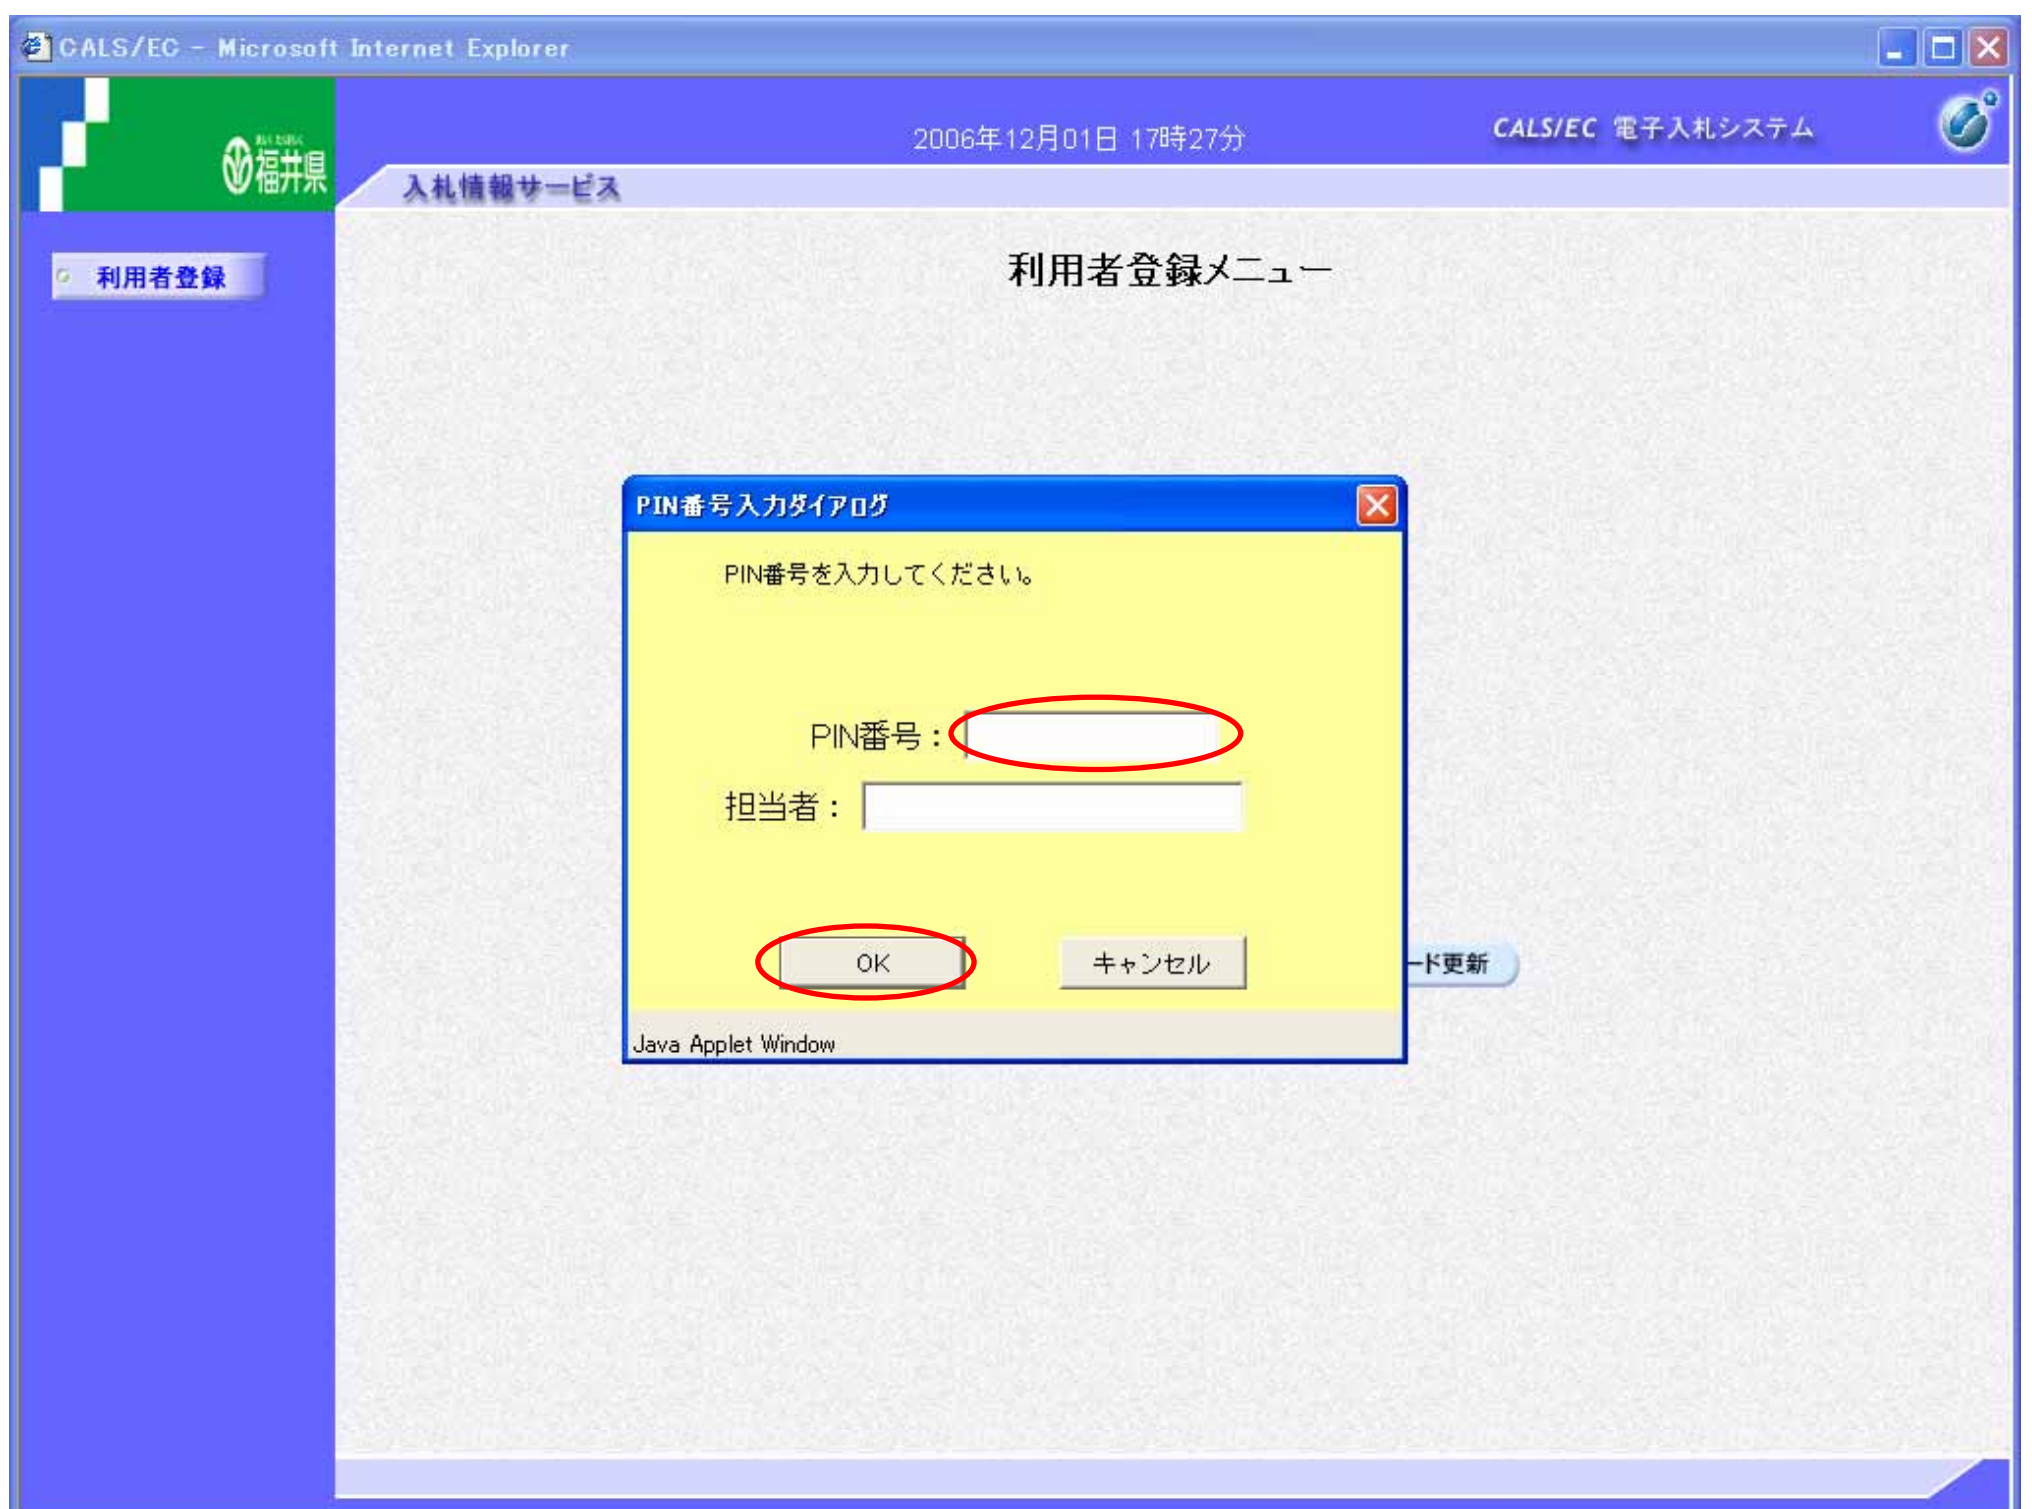 CALS/EC - Microsoft Internet Explorer
福井県
2006年12月01日 17時27分
CALS/EC 電子入札システム
入札情報サービス
利用者登録
利用者登録メニュー
PIN番号入力ダイアログ
PIN番号を入力してください。
PIN番号：
担当者：
OK
キャンセル
ード更新
Java Applet Window